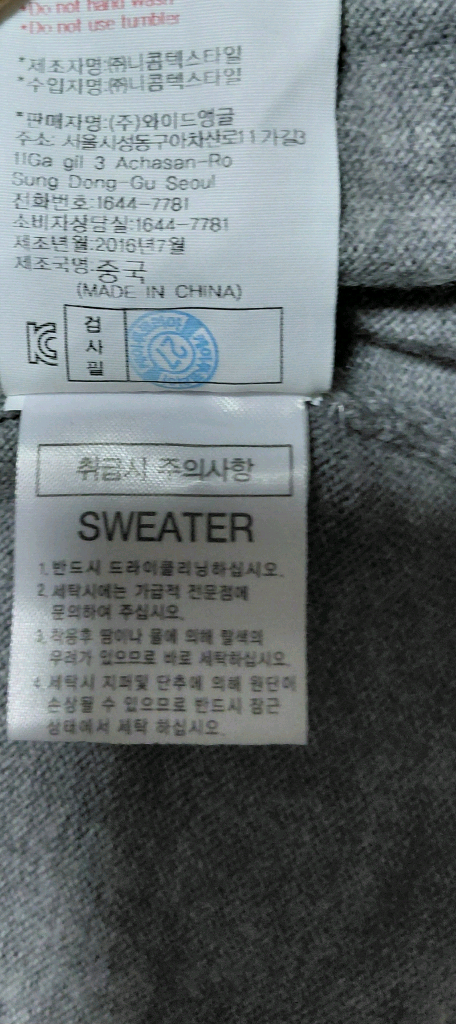 •Do not hand wash
•Do not use tumbler
*제조자명:㈜니콤텍스타일
*수입자명:㈜니콤텍스타일
*판매자명:(주)와이드앵글
주소: 서울시성동구아차산로11가길3
11Ga gil 3 Achasan-Ro
Sung Dong-Gu Seoul
전화번호:1644-7781
소비자상담실:1644-7781
제조년월:2016년7월
제조국명:중국
(MADE IN CHINA)
검사필
21
취급시 주의사항
SWEATER
1. 반드시 드라이클리닝하십시오.
2. 세탁시에는 가급적 전문점에
문의하여 주십시오.
3. 착용후 땀이나 물에 의해 탈색의
우려가 있으므로 바로 세탁하십시오.
4. 세탁시 지퍼및 단추에 의해 원단이
손상될 수 있으므로 반드시 잠근
상태에서 세탁 하십시오.